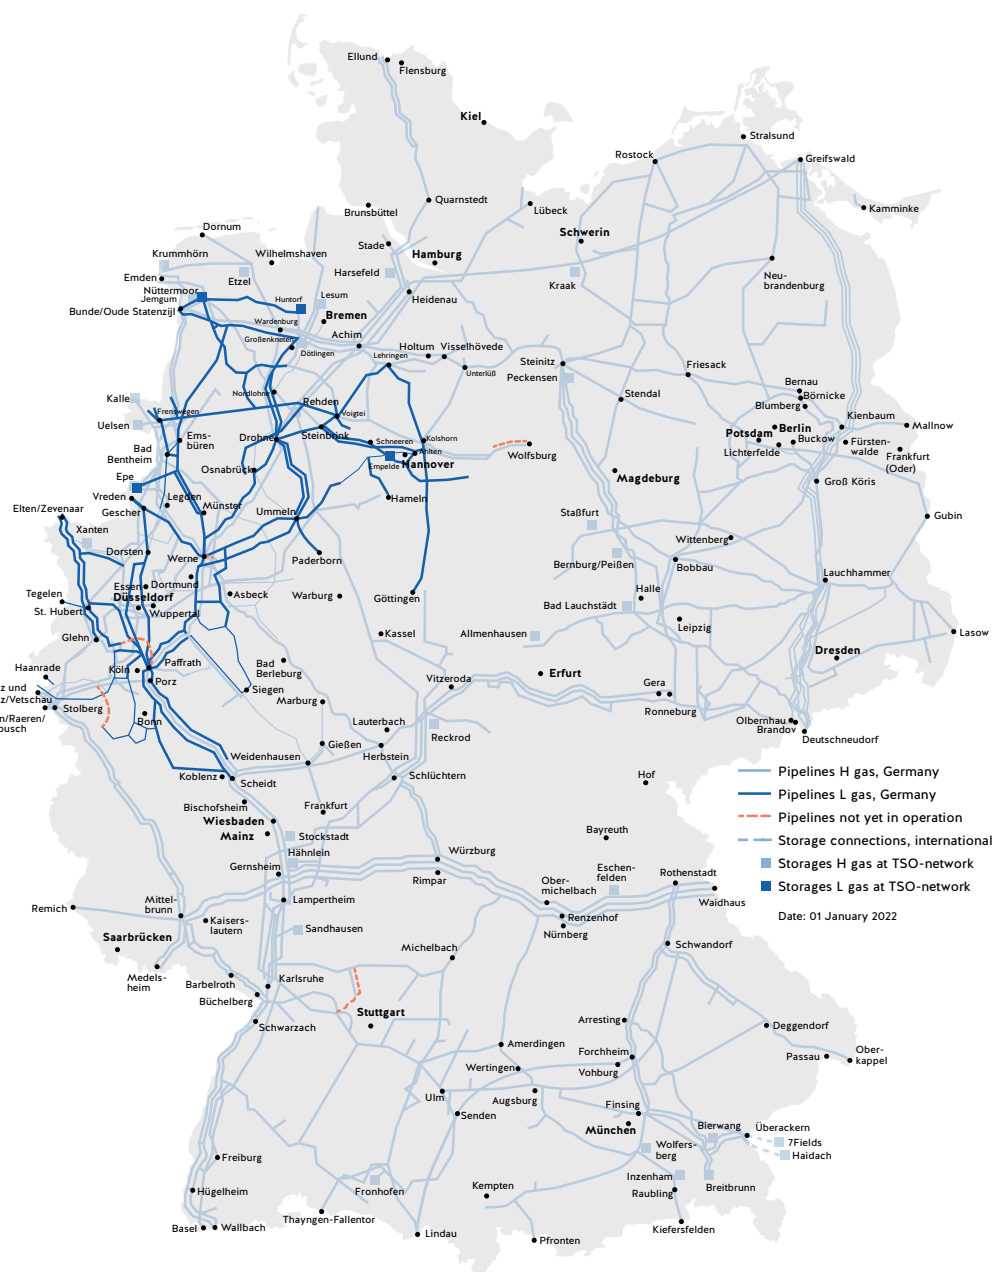 Ellund
Flensburg
Kiel
Stralsund
Rostock
Greifswald
Quarnstedt
Brunsbüttel
Lübeck
Kamminke
Dornum
Schwerin
Stade
Krummhörn
Wilhelmshaven
Hamburg
Emden
Etzel
Harsefeld
Kraak
Neu-
brandenburg
Nüttermoor
Jemgum
Huntorf
Lesum
Heidenau
Bunde/Oude Statenzijl
Bremen
Wardenburg
Großenkneten
Achim
Dötlingen
Holtum
Visselhövede
Lehringen
Unterlüß
Steinitz
Peckensen
Friesack
Bernau
Börnicke
Blumberg
Kalle
Frenswegen
Nordlohne
Rehden
Voigtei
Stendal
Kienbaum
Mallnow
Uelsen
Ems-
büren
Drohne
Steinbrink
Schneeren
Kolshorn
Ahlten
Potsdam
Berlin
Buckow
Fürsten-
walde
Lichterfelde
Frankfurt
(Oder)
Bad
Bentheim
Osnabrück
Empelde
Hannover
Wolfsburg
Epe
Magdeburg
Groß Köris
Vreden
Legden
Gescher
Münster
Ummeln
Hameln
Elten/Zevenaar
Staßfurt
Gubin
Xanten
Dorsten
Werne
Paderborn
Wittenberg
Bernburg/Peißen
Bobbau
Lauchhammer
Essen
Dortmund
Tegelen
Düsseldorf
Asbeck
Warburg
Göttingen
Halle
St. Hubert
Wuppertal
Bad Lauchstädt
Leipzig
Glehn
Kassel
Allmenhausen
Lasow
Haanrade
Köln
Paffrath
Bad
Berleburg
Dresden
Porz
Siegen
Vitzeroda
Erfurt
Gera
z und
z/Vetschau
Stolberg
Marburg
Ronneburg
n/Raeren/
busch
Bonn
Lauterbach
Reckrod
Olbernhau
Brandov
Deutschneudorf
Weidenhausen
Gießen
Herbstein
Koblenz
Scheidt
Schlüchtern
Hof
Pipelines H gas, Germany
Pipelines L gas, Germany
Pipelines not yet in operation
Storage connections, international
Storages H gas at TSO-network
Storages L gas at TSO-network
Date: 01 January 2022
Bischofsheim
Frankfurt
Wiesbaden
Mainz
Stockstadt
Bayreuth
Hähnlein
Würzburg
Gernsheim
Rimpar
Ober-
michelbach
Eschen-
felden
Rothenstadt
Waidhaus
Lampertheim
Remich
Mittel-
brunn
Kaisers-
lautern
Renzenhof
Nürnberg
Saarbrücken
Sandhausen
Michelbach
Schwandorf
Medels-
heim
Barbelroth
Karlsruhe
Büchelberg
Schwarzach
Stuttgart
Arresting
Deggendorf
Amerdingen
Forchheim
Passau
Ober-
kappel
Wertingen
Vohburg
Ulm
Augsburg
Senden
Finsing
München
Bierwang
Überackern
7Fields
Haidach
Wolfers-
berg
Freiburg
Inzenham
Breitbrunn
Hügelheim
Fronhofen
Kempten
Raubling
Basel
Wallbach
Thayngen-Fallentor
Lindau
Kiefersfelden
Pfronten